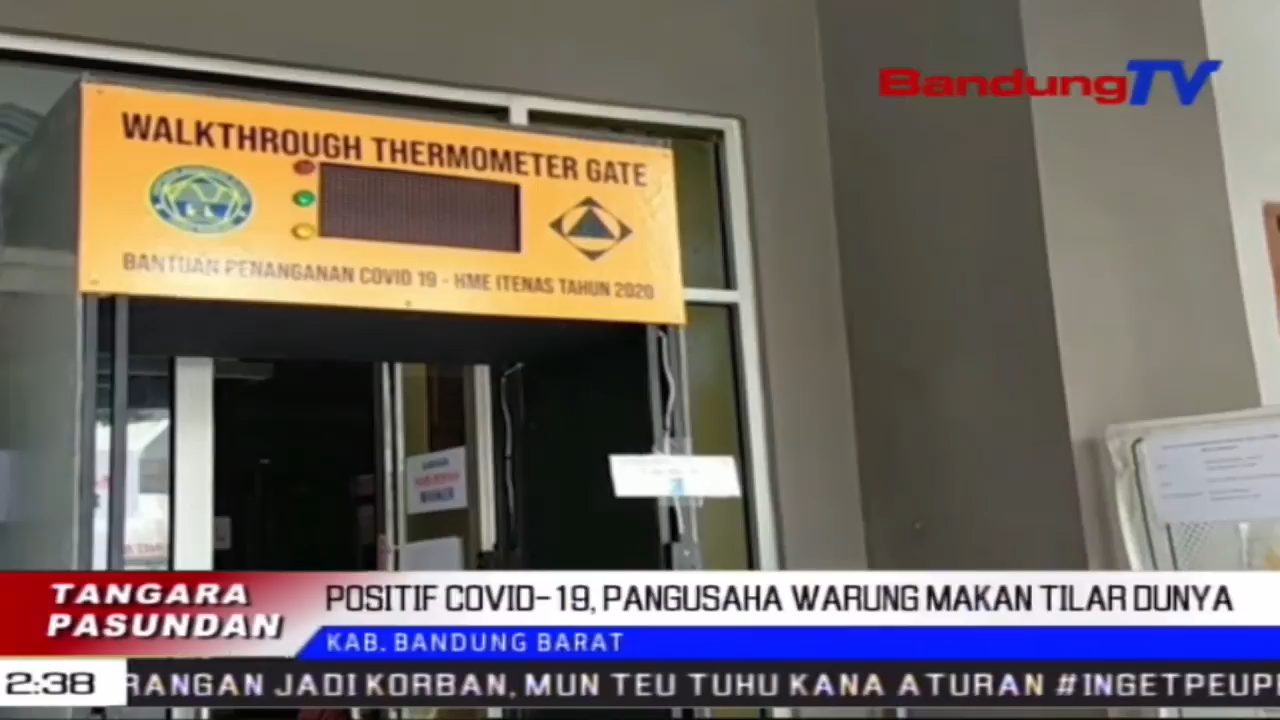 BandungTV
WALKTHROUGH THERMOMETER GATE
BANTUAN PENANGANAN COVID 19 - HME ITENAS TAHUN 2020
MASKER
TANGARA PASUNDAN
POSITIF COVID-19, PANGUSAHA WARUNG MAKAN TILAR DUNYA
KAB. BANDUNG BARAT
2:38
RANGAN JADI KORBAN, MUN TEU TUHU KANA ATURAN #INGETPEUP